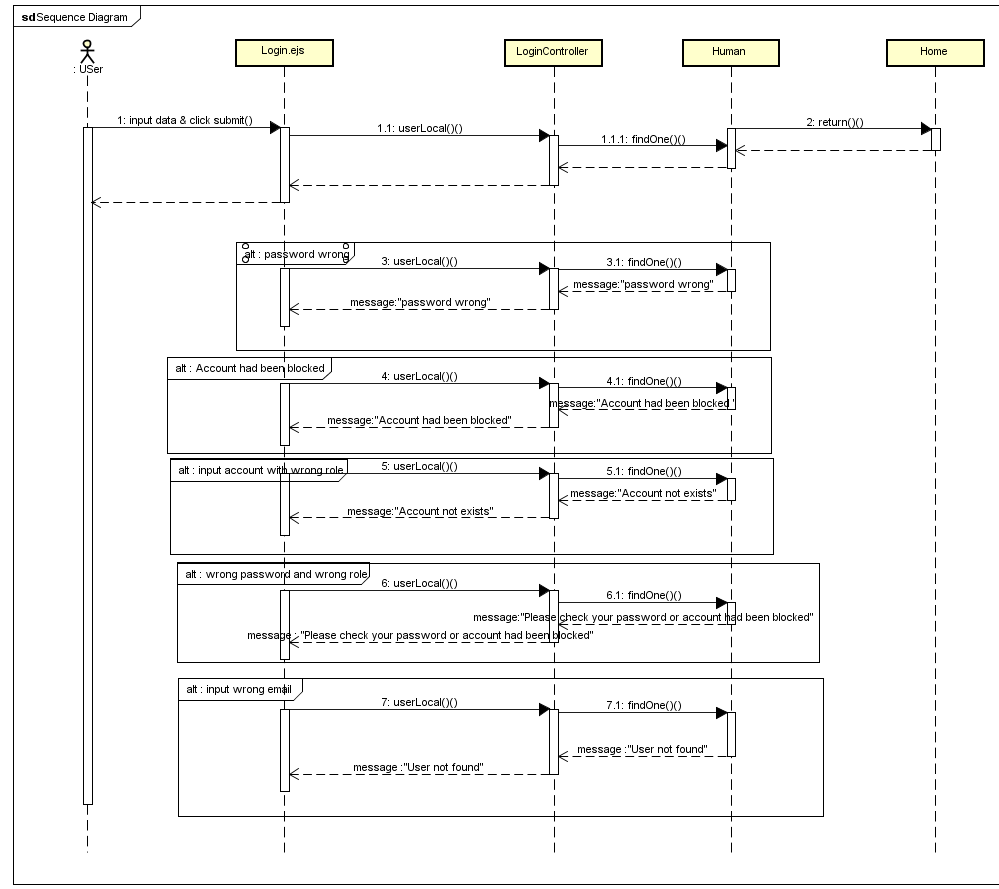 sd Sequence Diagram
: USer
Login.ejs
LoginController
Human
Home
1: input data & click submit()
1.1: userLocal()()
1.1.1: findOne()()
2: return()()
alt : password wrong
3: userLocal()()
3.1: findOne()()
message:"password wrong"
message:"password wrong"
alt : Account had been blocked
4: userLocal()()
4.1: findOne()()
message:"Account had been blocked "
message:"Account had been blocked"
alt : input account with wrong role
5: userLocal()()
5.1: findOne()()
message:"Account not exists"
message:"Account not exists"
alt : wrong password and wrong role
6: userLocal()()
6.1: findOne()()
message:"Please check your password or account had been blocked"
message : "Please check your password or account had been blocked"
alt : input wrong email
7: userLocal()()
7.1: findOne()()
message :"User not found"
message :"User not found"